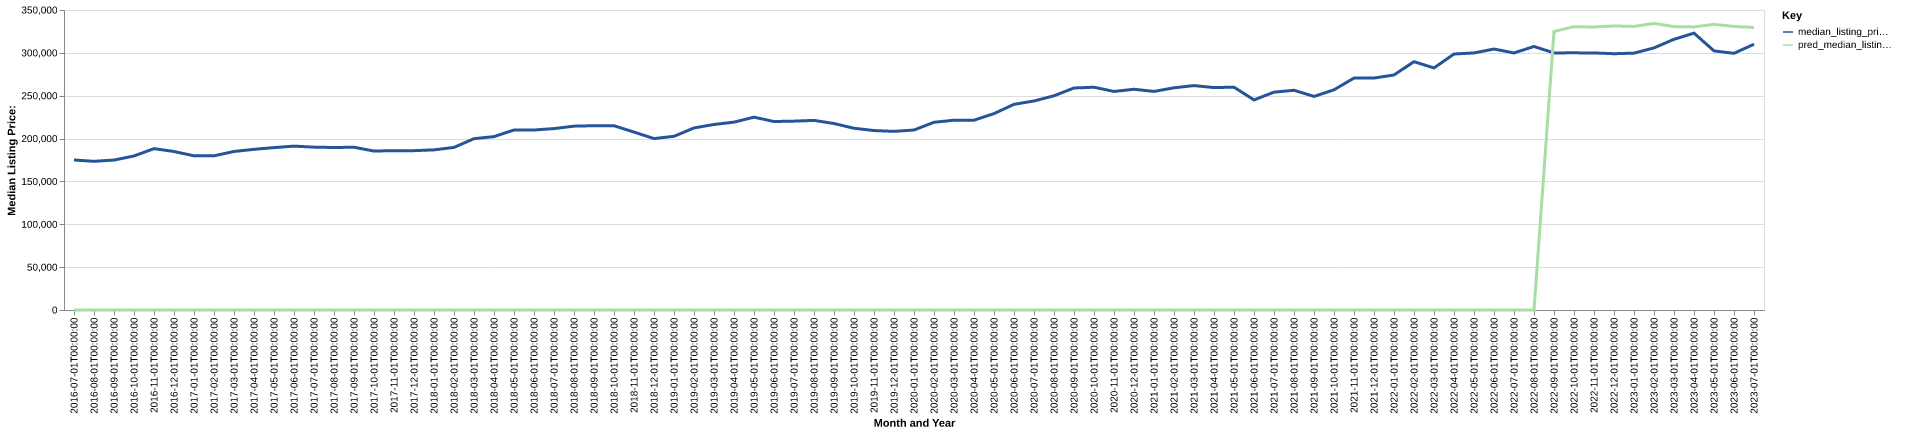 350,000
300,000
250,000
200,000
150,000
100,000
50,000
0
Median Listing Price:
2016-07-01T00:00:00
2016-08-01T00:00:00
2016-09-01T00:00:00
2016-10-01T00:00:00
2016-11-01T00:00:00
2016-12-01T00:00:00
2017-01-01T00:00:00
2017-02-01T00:00:00
2017-03-01T00:00:00
2017-04-01T00:00:00
2017-05-01T00:00:00
2017-06-01T00:00:00
2017-07-01T00:00:00
2017-08-01T00:00:00
2017-09-01T00:00:00
2017-10-01T00:00:00
2017-11-01T00:00:00
2017-12-01T00:00:00
2018-01-01T00:00:00
2018-02-01T00:00:00
2018-03-01T00:00:00
2018-04-01T00:00:00
2018-05-01T00:00:00
2018-06-01T00:00:00
2018-07-01T00:00:00
2018-08-01T00:00:00
2018-09-01T00:00:00
2018-10-01T00:00:00
2018-11-01T00:00:00
2018-12-01T00:00:00
2019-01-01T00:00:00
2019-02-01T00:00:00
2019-03-01T00:00:00
2019-04-01T00:00:00
2019-05-01T00:00:00
2019-06-01T00:00:00
2019-07-01T00:00:00
2019-08-01T00:00:00
2019-09-01T00:00:00
2019-10-01T00:00:00
2019-11-01T00:00:00
2019-12-01T00:00:00
2020-01-01T00:00:00
2020-02-01T00:00:00
2020-03-01T00:00:00
2020-04-01T00:00:00
2020-05-01T00:00:00
2020-06-01T00:00:00
2020-07-01T00:00:00
2020-08-01T00:00:00
2020-09-01T00:00:00
2020-10-01T00:00:00
2020-11-01T00:00:00
2020-12-01T00:00:00
2021-01-01T00:00:00
2021-02-01T00:00:00
2021-03-01T00:00:00
2021-04-01T00:00:00
2021-05-01T00:00:00
2021-06-01T00:00:00
2021-07-01T00:00:00
2021-08-01T00:00:00
2021-09-01T00:00:00
2021-10-01T00:00:00
2021-11-01T00:00:00
2021-12-01T00:00:00
2022-01-01T00:00:00
2022-02-01T00:00:00
2022-03-01T00:00:00
2022-04-01T00:00:00
2022-05-01T00:00:00
2022-06-01T00:00:00
2022-07-01T00:00:00
2022-08-01T00:00:00
2022-09-01T00:00:00
2022-10-01T00:00:00
2022-11-01T00:00:00
2022-12-01T00:00:00
2023-01-01T00:00:00
2023-02-01T00:00:00
2023-03-01T00:00:00
2023-04-01T00:00:00
2023-05-01T00:00:00
2023-06-01T00:00:00
2023-07-01T00:00:00
Month and Year
Key
median_listing_pri…
pred_median_listin…